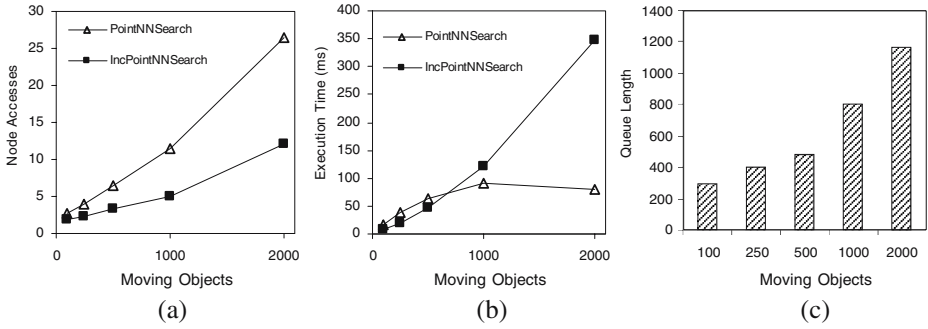 30
25
20
15
10
5
0
Node Accesses
PointNNSearch
IncPointNNSearch
0 1000 2000
Moving Objects
(a)
400
350
300
250
200
150
100
50
0
Execution Time (ms)
PointNNSearch
IncPointNNSearch
0 1000 2000
Moving Objects
(b)
1400
1200
1000
800
600
400
200
0
Queue Length
100 250 500 1000 2000
Moving Objects
(c)